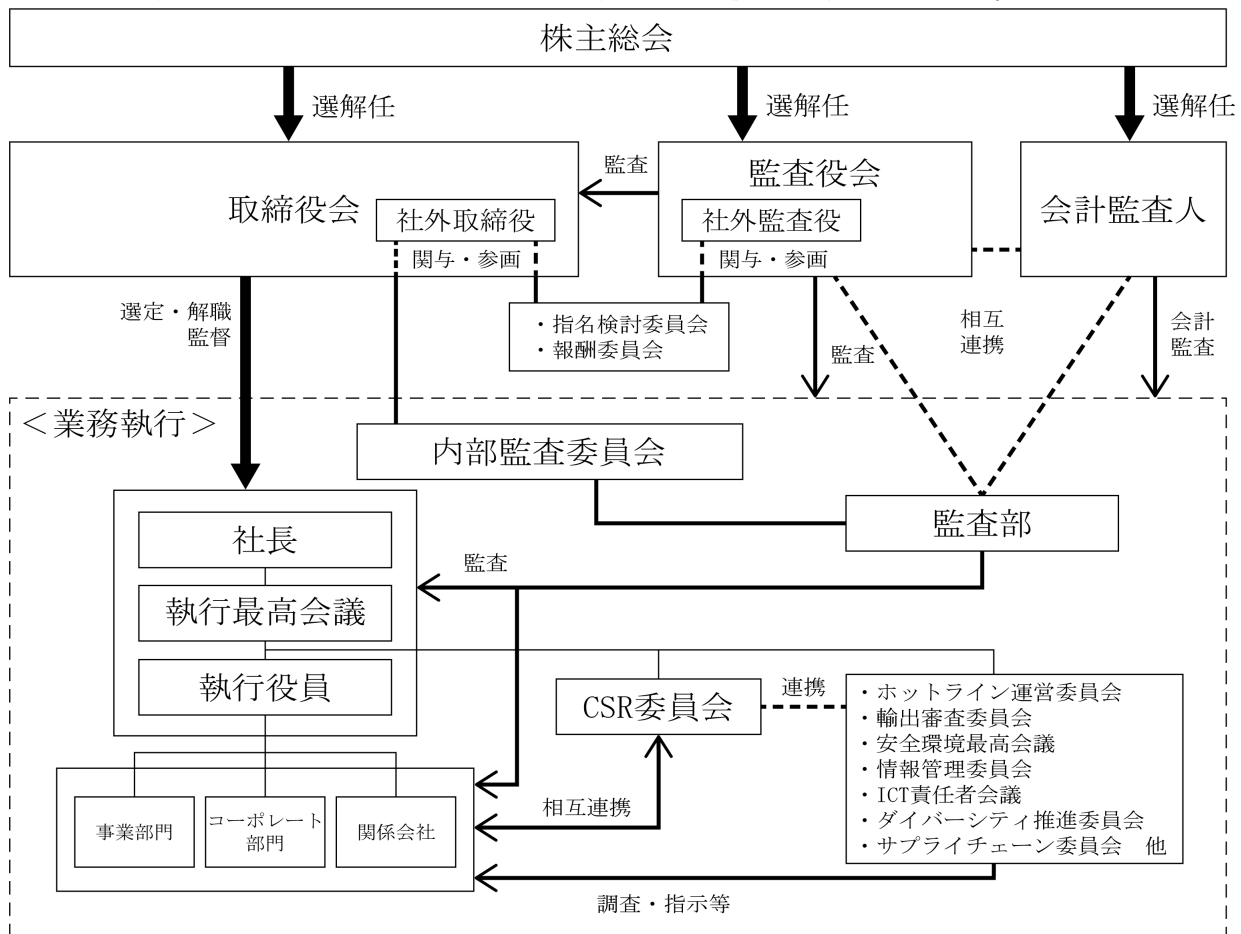 株主総会
選解任
選解任
選解任
取締役会
社外取締役
関与・参画
監査
監査役会
社外監査役
関与・参画
会計監査人
選定・解職
監督
・指名検討委員会
・報酬委員会
監査
相互
連携
会計
監査
＜業務執行＞
内部監査委員会
監査部
社長
執行最高会議
執行役員
監査
CSR委員会
連携
・ホットライン運営委員会
・輸出審査委員会
・安全環境最高会議
・情報管理委員会
・ICT責任者会議
・ダイバーシティ推進委員会
・サプライチェーン委員会　他
事業部門
コーポレート
部門
関係会社
相互連携
調査・指示等